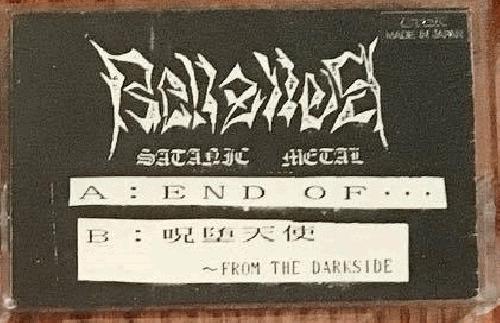 MADE IN JAPAN
SATANIC METAL
A:END OF・・・
B:呪堕天使
～FROM THE DARKSIDE